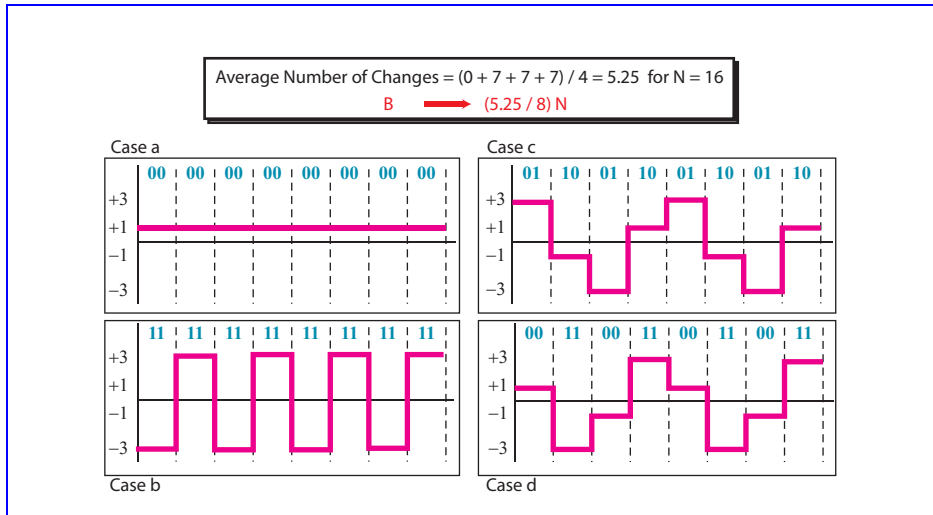 Average Number of Changes = (0 + 7 + 7 + 7) / 4 = 5.25 for N = 16
B (5.25 / 8) N
Case a
00 00 00 00 00 00 00 00
+3
+1
−1
−3
Case c
01 10 01 10 01 10 01 10
+3
+1
−1
−3
11 11 11 11 11 11 11 11
+3
+1
−1
−3
Case b
00 11 00 11 00 11 00 11
+3
+1
−1
−3
Case d